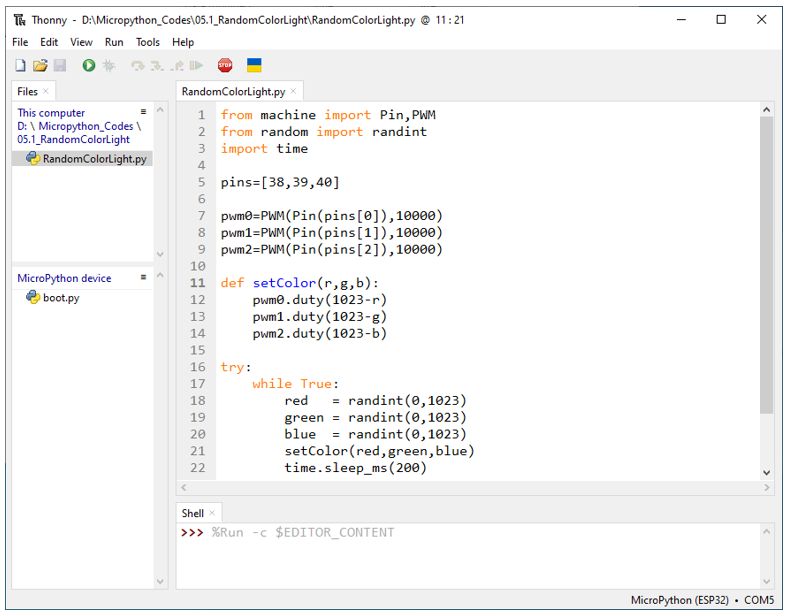 Thonny - D:\Micropython_Codes\05.1_RandomColorLight\RandomColorLight.py @ 11 : 21
File Edit View Run Tools Help
STOP
Files
This computer
D: \ Micropython_Codes \
05.1_RandomColorLight
RandomColorLight.py
MicroPython device
boot.py
RandomColorLight.py
1 from machine import Pin,PWM
2 from random import randint
3 import time
4
5 pins=[38,39,40]
6
7 pwm0=PWM(Pin(pins[0]),10000)
8 pwm1=PWM(Pin(pins[1]),10000)
9 pwm2=PWM(Pin(pins[2]),10000)
10
11 def setColor(r,g,b):
12     pwm0.duty(1023-r)
13     pwm1.duty(1023-g)
14     pwm2.duty(1023-b)
15
16 try:
17     while True:
18         red   = randint(0,1023)
19         green = randint(0,1023)
20         blue  = randint(0,1023)
21         setColor(red,green,blue)
22         time.sleep_ms(200)
Shell
>>> %Run -c $EDITOR_CONTENT
MicroPython (ESP32) • COM5